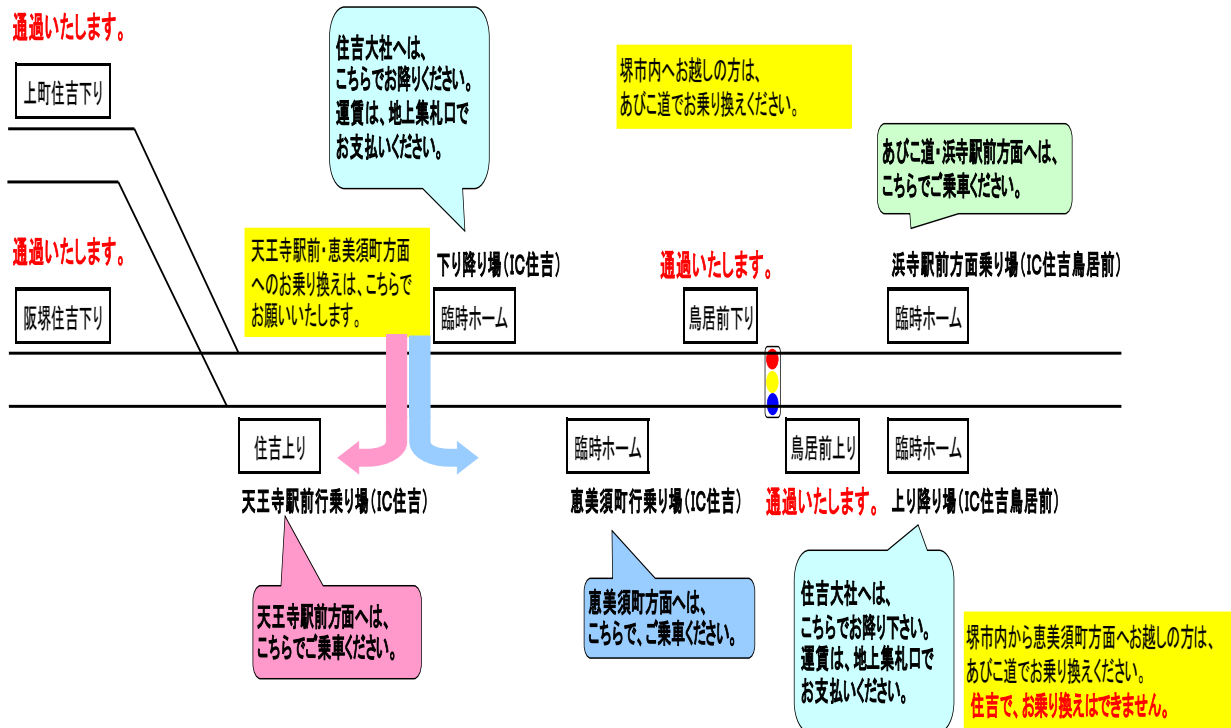 通過いたします。
上町住吉下り
住吉大社へは、
こちらでお降りください。
運賃は、地上集札口で
お支払いください。
堺市内へお越しの方は、
あびこ道でお乗り換えください。
あびこ道・浜寺駅前方面へは、
こちらでご乗車ください。
通過いたします。
阪堺住吉下り
天王寺駅前・恵美須町方面
へのお乗り換えは、こちらで
お願いいたします。
下り降り場(IC住吉)
臨時ホーム
通過いたします。
鳥居前下り
浜寺駅前方面乗り場(IC住吉鳥居前)
臨時ホーム
住吉上り
天王寺駅前行乗り場(IC住吉)
臨時ホーム
恵美須町行乗り場(IC住吉)
鳥居前上り
通過いたします。
臨時ホーム
上り降り場(IC住吉鳥居前)
天王寺駅前方面へは、
こちらでご乗車ください。
恵美須町方面へは、
こちらで、ご乗車ください。
住吉大社へは、
こちらでお降り下さい。
運賃は、地上集札口で
お支払いください。
堺市内から恵美須町方面へお越しの方は、
あびこ道でお乗り換えください。
住吉で、お乗り換えはできません。